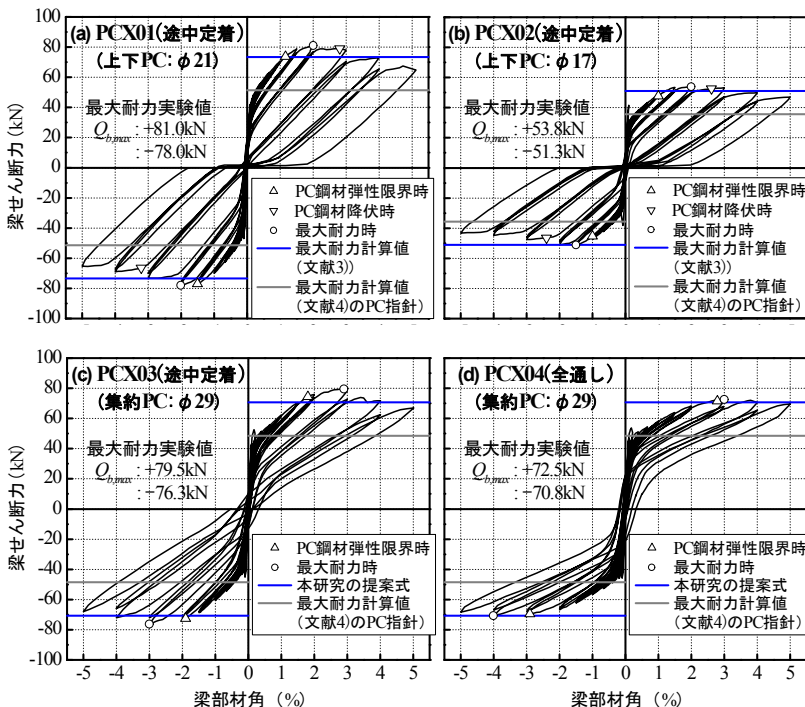 100
80
60
40
20
0
-20
-40
-60
-80
-100
梁せん断力(kN)
(a) PCX01(途中定着)
(上下PC: φ21)
最大耐力実験値
Qb,max : +81.0kN
: −78.0kN
PC鋼材弾性限界時
PC鋼材降伏時
最大耐力時
最大耐力計算値
(文献3))
最大耐力計算値
(文献4)のPC指針)
(b) PCX02(途中定着)
(上下PC: φ17)
最大耐力実験値
Qb,max : +53.8kN
: −51.3kN
PC鋼材弾性限界時
PC鋼材降伏時
最大耐力時
最大耐力計算値
(文献3))
最大耐力計算値
(文献4)のPC指針)
100
80
60
40
20
0
-20
-40
-60
-80
-100
梁せん断力(kN)
(c) PCX03(途中定着)
(集約PC: φ29)
最大耐力実験値
Qb,max : +79.5kN
: −76.3kN
PC鋼材弾性限界時
最大耐力時
本研究の提案式
最大耐力計算値
(文献4)のPC指針)
-5 -4 -3 -2 -1 0 1 2 3 4 5
梁部材角 (%)
(d) PCX04(全通し)
(集約PC: φ29)
最大耐力実験値
Qb,max : +72.5kN
: −70.8kN
PC鋼材弾性限界時
最大耐力時
本研究の提案式
最大耐力計算値
(文献4)のPC指針)
-5 -4 -3 -2 -1 0 1 2 3 4 5
梁部材角 (%)